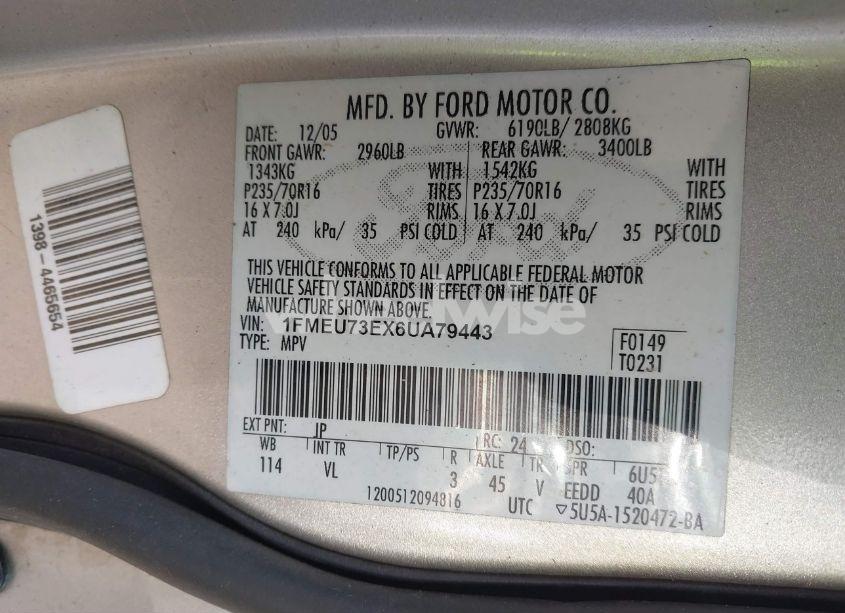 MFD. BY FORD MOTOR CO.
DATE: 12/05 GVWR: 6190LB/ 2808KG
FRONT GAWR: 2960LB REAR GAWR: 3400LB
1343KG WITH 1542KG WITH
P235/70R16 TIRES P235/70R16 TIRES
16 X 7.0J RIMS 16 X 7.0J RIMS
AT 240 kPa/ 35 PSI COLD AT 240 kPa/ 35 PSI COLD
THIS VEHICLE CONFORMS TO ALL APPLICABLE FEDERAL MOTOR
VEHICLE SAFETY STANDARDS IN EFFECT ON THE DATE OF
MANUFACTURE SHOWN ABOVE.
VIN: 1FMEU73EX6UA79443
TYPE: MPV
F0149
T0231
EXT PNT: JP RC: 24 DSO:
WB INT TR TP/PS R AXLE TR SPR 6U5
114 VL 3 45 V EEDD 40A
1200512094816 UTC ▽5U5A-1520472-BA
1398-4465654